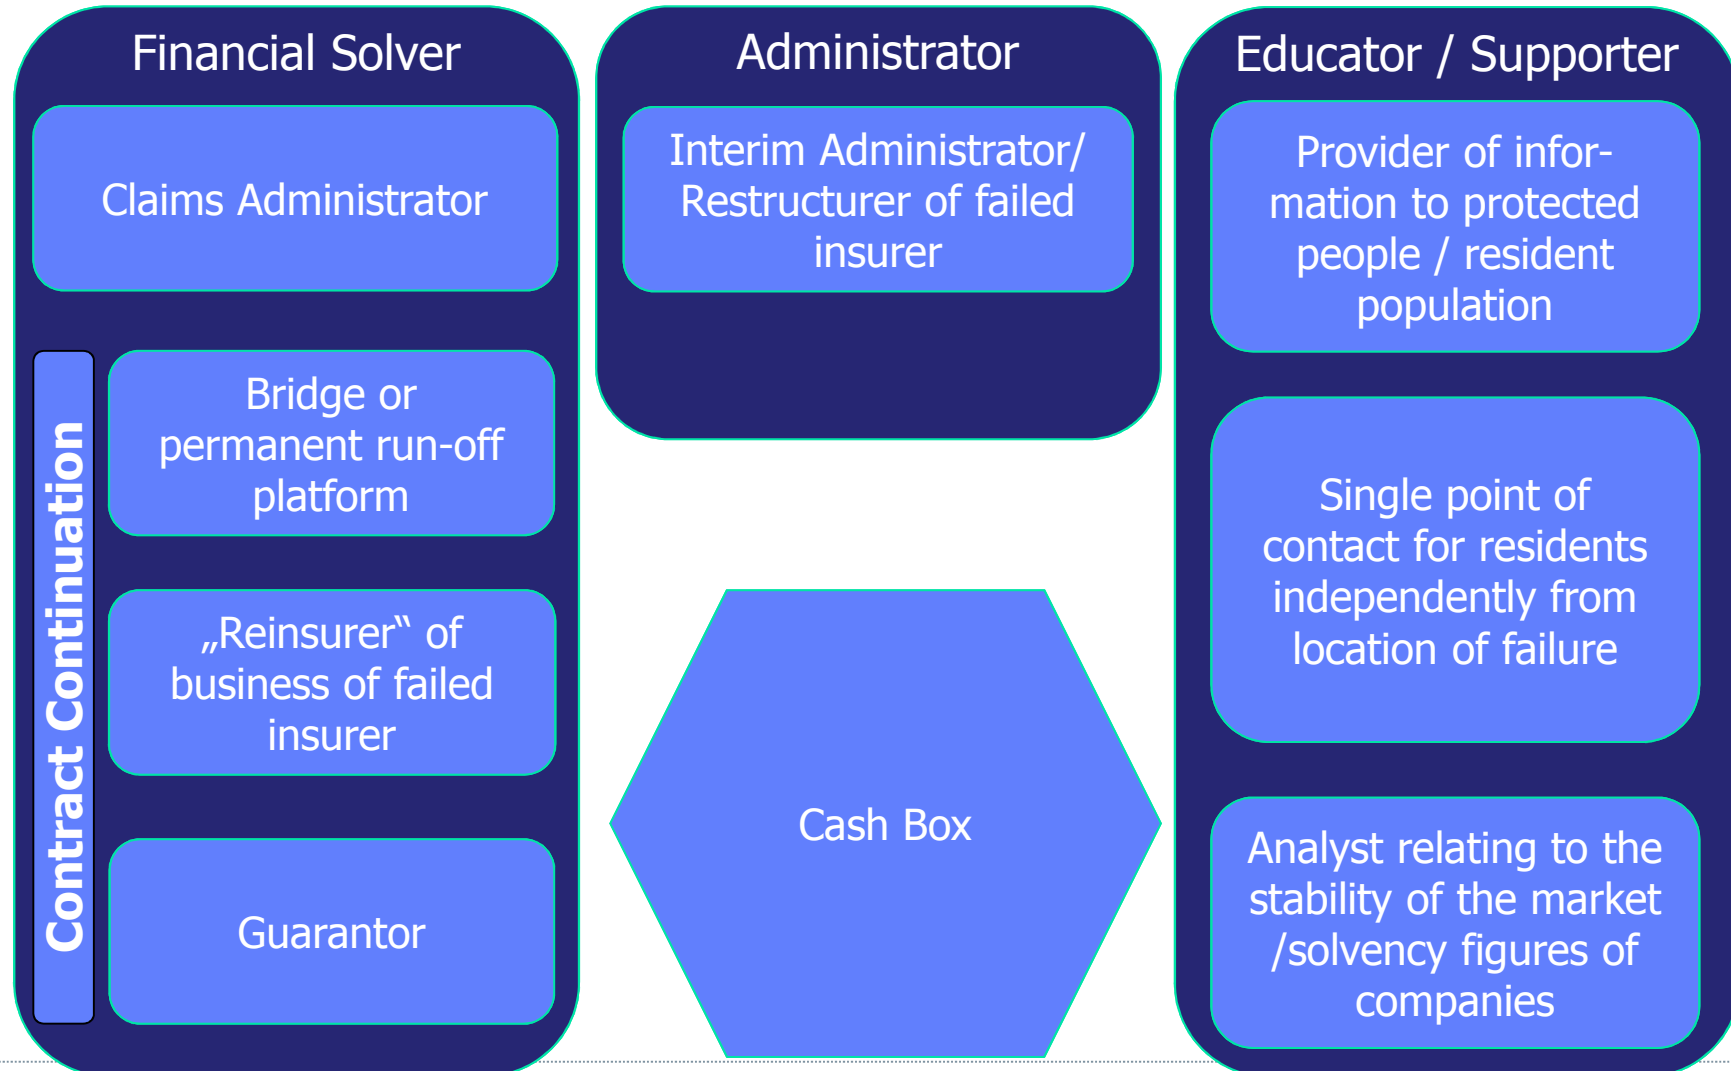 Financial Solver
Claims Administrator
Contract Continuation
Bridge or
permanent run-off
platform
„Reinsurer“ of
business of failed
insurer
Guarantor
Administrator
Interim Administrator/
Restructurer of failed
insurer
Cash Box
Educator / Supporter
Provider of infor-
mation to protected
people / resident
population
Single point of
contact for residents
independently from
location of failure
Analyst relating to the
stability of the market
/solvency figures of
companies